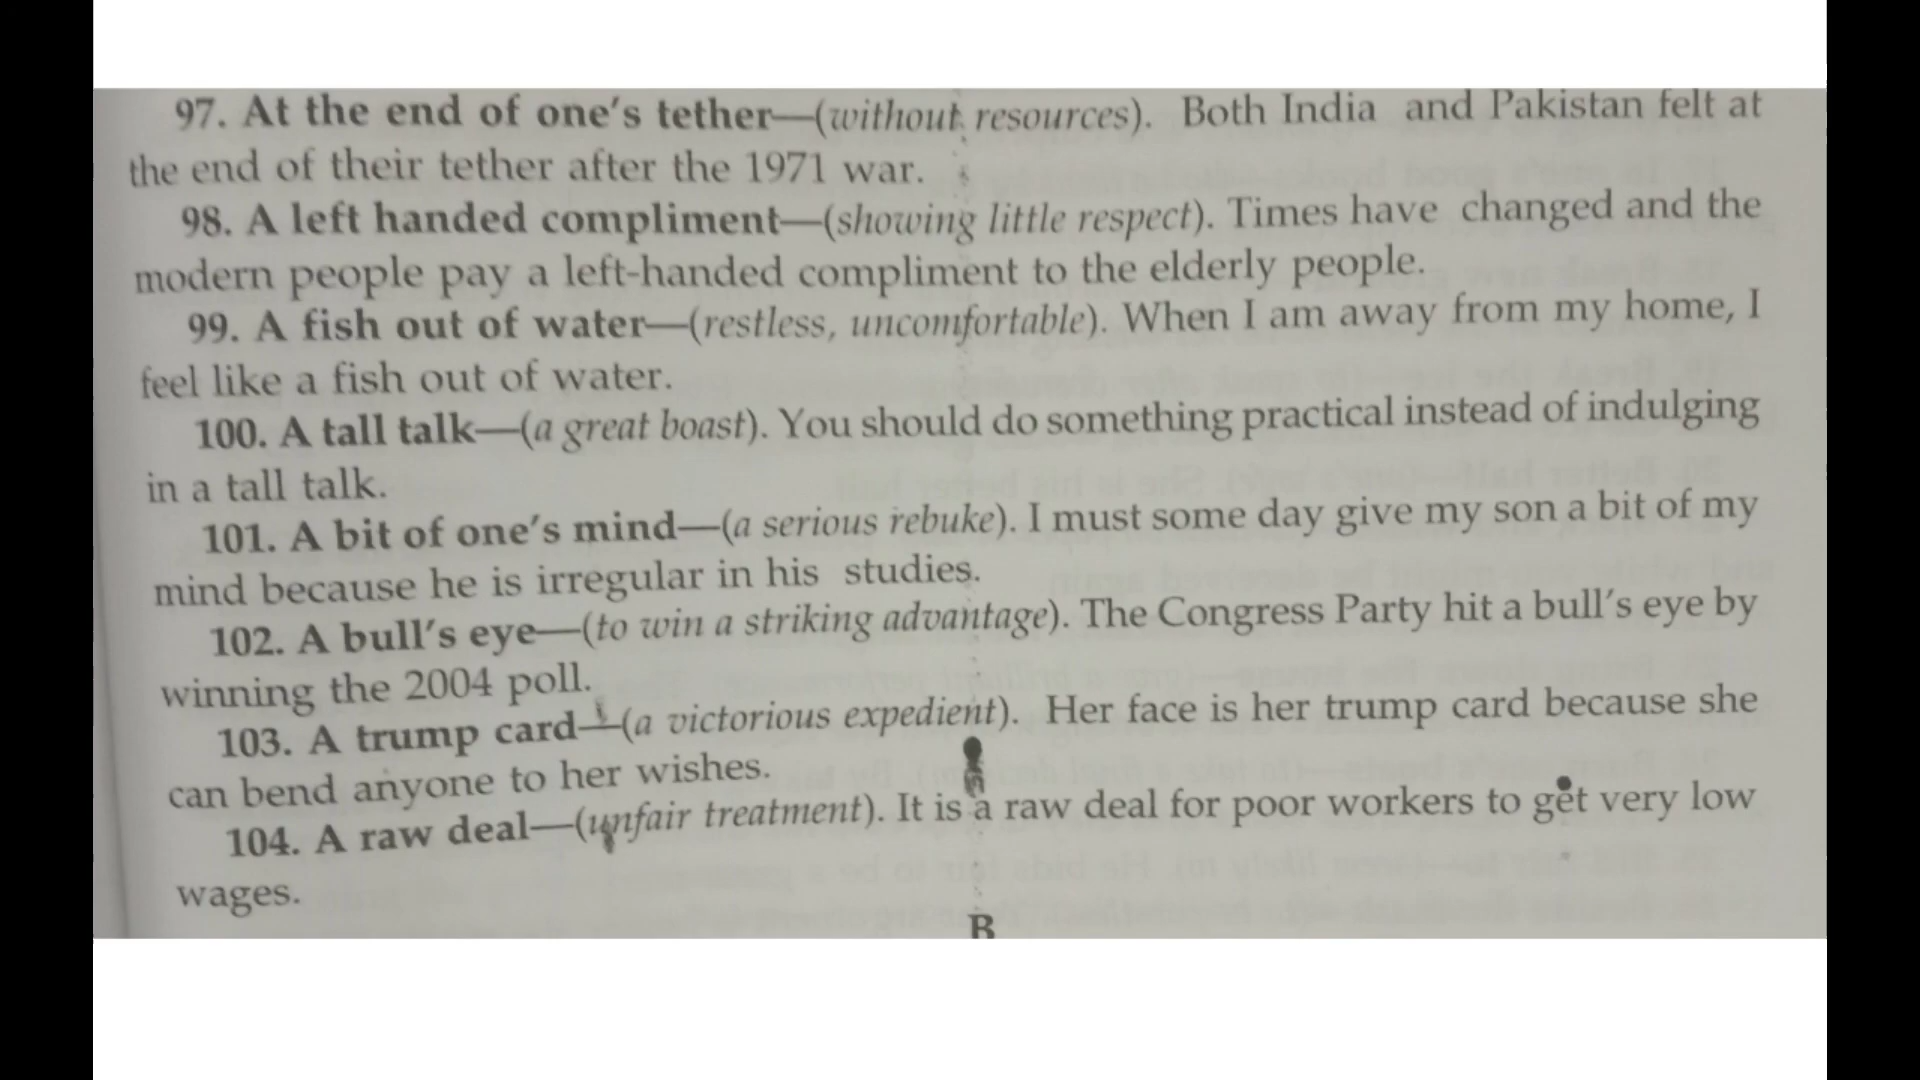 97. At the end of one's tether—(without resources). Both India and Pakistan felt at
the end of their tether after the 1971 war.
98. A left handed compliment—(showing little respect). Times have changed and the
modern people pay a left-handed compliment to the elderly people.
99. A fish out of water—(restless, uncomfortable). When I am away from my home, I
feel like a fish out of water.
100. A tall talk—(a great boast). You should do something practical instead of indulging
in a tall talk.
101. A bit of one's mind—(a serious rebuke). I must some day give my son a bit of my
mind because he is irregular in his studies.
102. A bull's eye—(to win a striking advantage). The Congress Party hit a bull's eye by
winning the 2004 poll.
103. A trump card—(a victorious expedient). Her face is her trump card because she
can bend anyone to her wishes.
104. A raw deal—(unfair treatment). It is a raw deal for poor workers to get very low
wages.
B